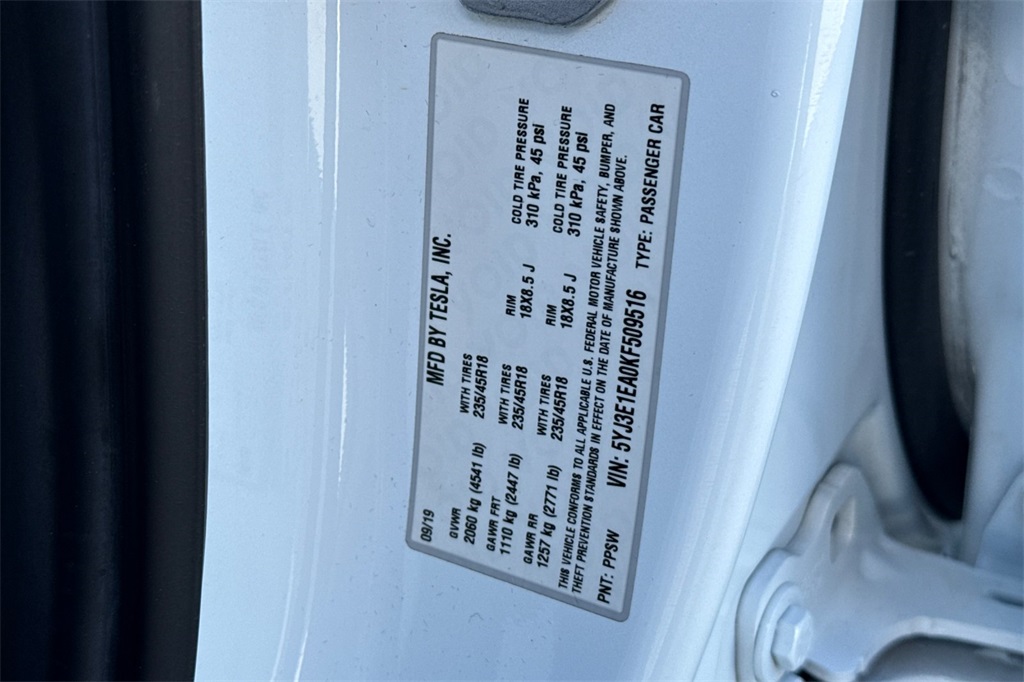 MFD BY TESLA, INC.
09/19
GVWR
2060 kg (4541 lb)
WITH TIRES
235/45R18
GAWR FRT
1110 kg (2447 lb)
WITH TIRES
235/45R18
RIM
18X8.5 J
COLD TIRE PRESSURE
310 kPa, 45 psi
GAWR RR
1257 kg (2771 lb)
WITH TIRES
235/45R18
RIM
18X8.5 J
COLD TIRE PRESSURE
310 kPa, 45 psi
THIS VEHICLE CONFORMS TO ALL APPLICABLE U.S. FEDERAL MOTOR VEHICLE SAFETY, BUMPER, AND
THEFT PREVENTION STANDARDS IN EFFECT ON THE DATE OF MANUFACTURE SHOWN ABOVE.
PNT: PPSW VIN: 5YJ3E1EA0KF509516 TYPE: PASSENGER CAR